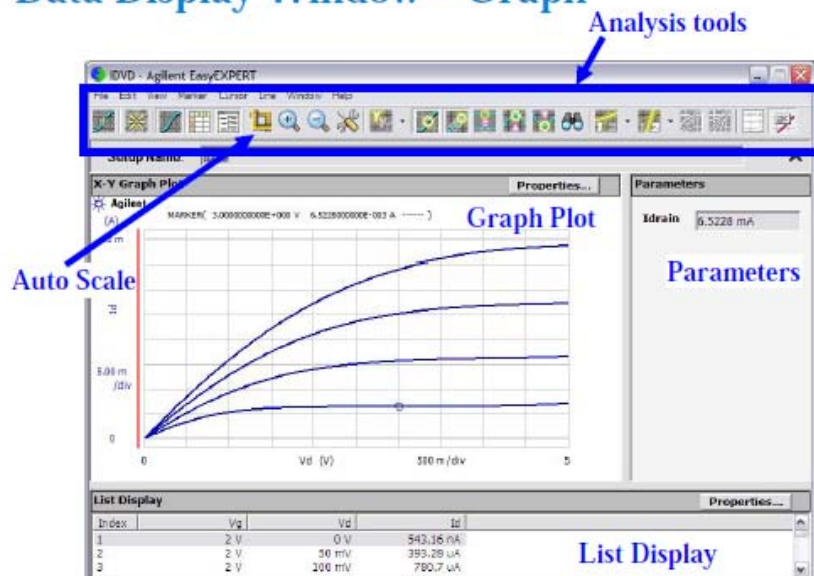 Data Display Window – Graph
Analysis tools
IDVD - Agilent EasyEXPERT
File Edit View Marker Cursor Line Window Help
Setup Name:
X-Y Graph Plot
Properties...
Parameters
Agilent
MARKER( 3.0000000000E+000 V 6.5228000000E-003 A ------ )
(A)
Graph Plot
Idrain 6.5228 mA
Parameters
Auto Scale
Id
5.00 m
/div
0
0 Vd (V) 500 m/div 5
List Display
Properties...
Index Vg Vd Id
1 2 V 0 V 543.16 nA
2 2 V 50 mV 393.28 uA
3 2 V 100 mV 780.7 uA
List Display